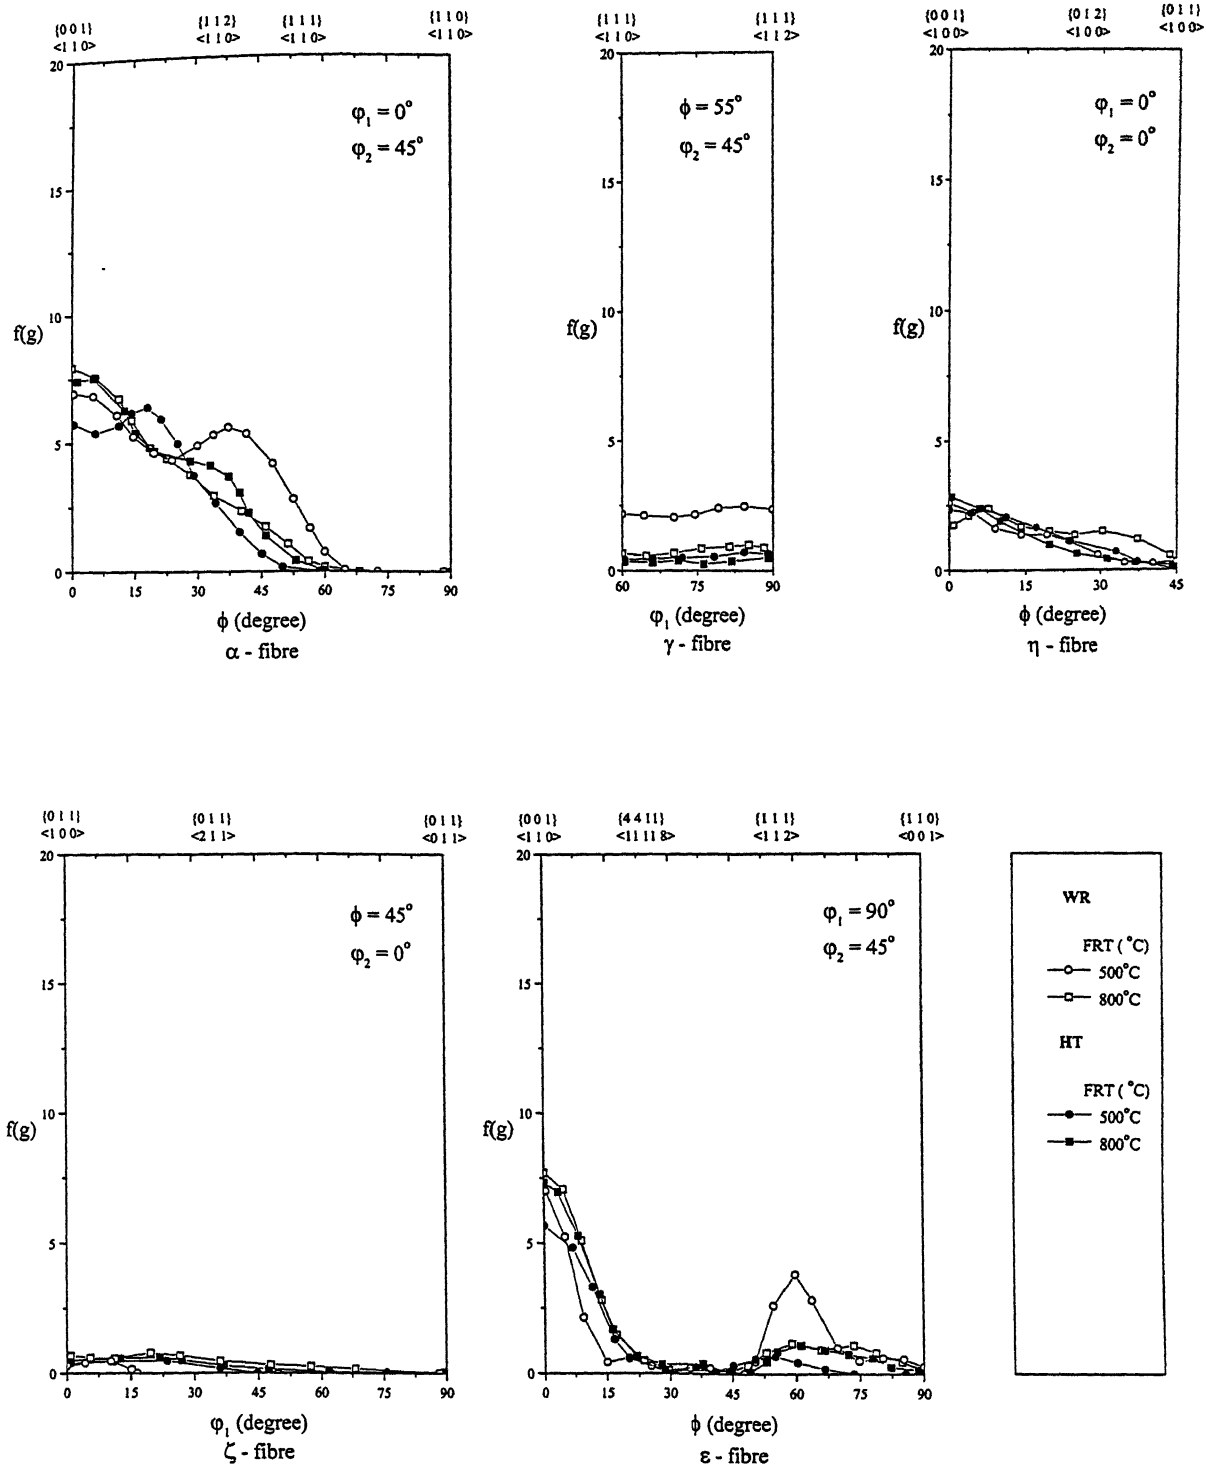 {0 0 1} {1 1 2} {1 1 1} {1 1 0}
<1 1 0> <1 1 0> <1 1 0> <1 1 0>
20
15
10
5
0
f(g)
φ₁ = 0°
φ₂ = 45°
0 15 30 45 60 75 90
ϕ (degree)
α - fibre
{1 1 1} {1 1 1}
<1 1 0> <1 1 2>
20
15
10
5
0
f(g)
ϕ = 55°
φ₂ = 45°
60 75 90
φ₁ (degree)
γ - fibre
{0 0 1} {0 1 2} {0 1 1}
<1 0 0> <1 0 0> <1 0 0>
20
15
10
5
0
f(g)
φ₁ = 0°
φ₂ = 0°
0 15 30 45
ϕ (degree)
η - fibre
{0 1 1} {0 1 1} {0 1 1}
<1 0 0> <2 1 1> <0 1 1>
20
15
10
5
0
f(g)
ϕ = 45°
φ₂ = 0°
0 15 30 45 60 75 90
φ₁ (degree)
ζ - fibre
{0 0 1} {4 4 11} {1 1 1} {1 1 0}
<1 1 0> <11 11 8> <1 1 2> <0 0 1>
20
15
10
5
0
f(g)
φ₁ = 90°
φ₂ = 45°
0 15 30 45 60 75 90
ϕ (degree)
ε - fibre
WR
FRT ( °C)
500°C
800°C
HT
FRT ( °C)
500°C
800°C